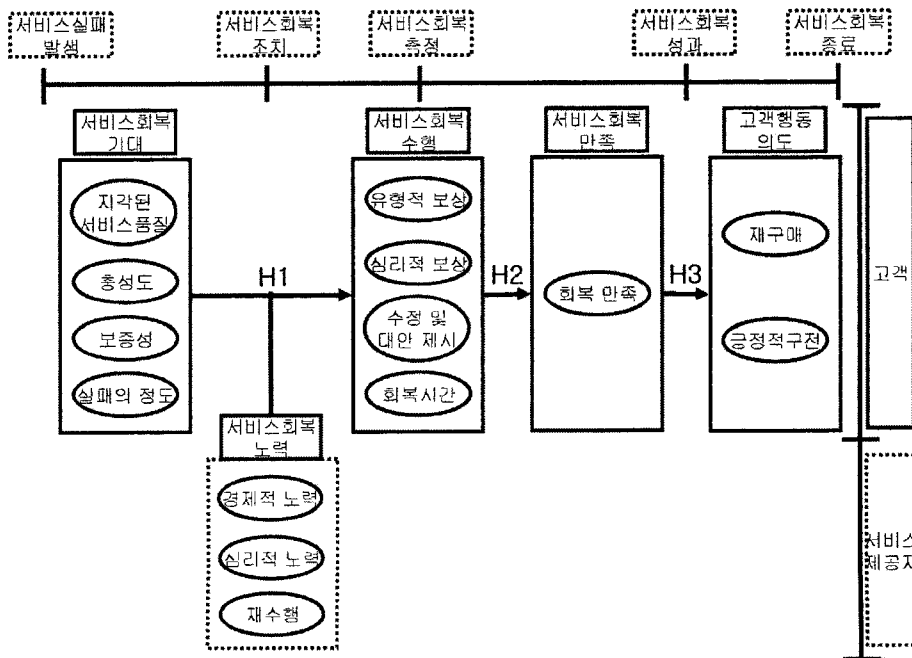 서비스실패
발생
서비스회복
조치
서비스회복
측정
서비스회복
성과
서비스회복
종료
서비스회복
기대
지각된
서비스품질
충성도
보증성
실패의 정도
H1
서비스회복
노력
경제적 노력
심리적 노력
재수행
서비스회복
수행
유형적 보상
심리적 보상
수정 및
대안 제시
회복시간
H2
서비스회복
만족
회복 만족
H3
고객행동
의도
재구매
긍정적구전
고객
서비스
제공자